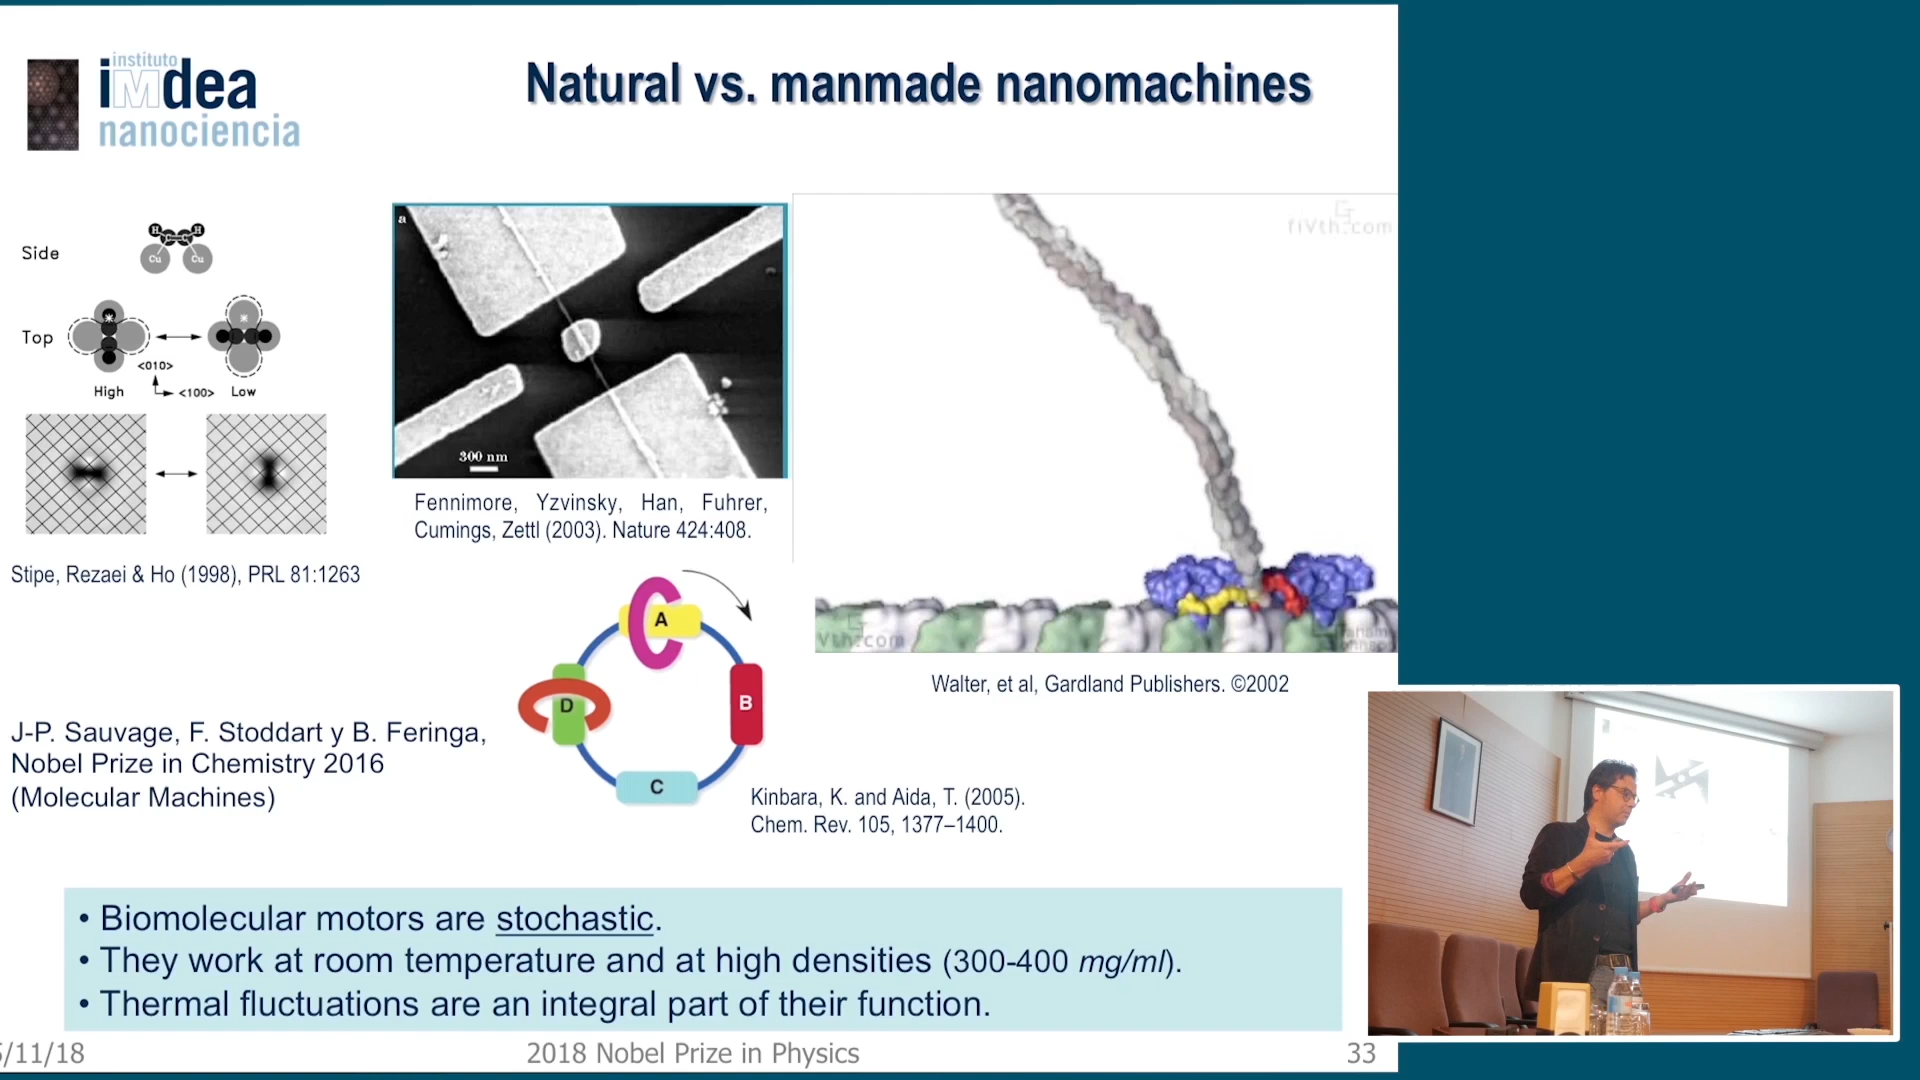 instituto
iMdea
nanociencia
Natural vs. manmade nanomachines
Side
H H
Cu Cu
Top
<010>
<100>
High
Low
a
300 nm
Fennimore, Yzvinsky, Han, Fuhrer,
Cumings, Zettl (2003). Nature 424:408.
Stipe, Rezaei & Ho (1998), PRL 81:1263
fiVth.com
Vth.com
Walter, et al, Gardland Publishers. ©2002
A
B
C
D
J-P. Sauvage, F. Stoddart y B. Feringa,
Nobel Prize in Chemistry 2016
(Molecular Machines)
Kinbara, K. and Aida, T. (2005).
Chem. Rev. 105, 1377–1400.
• Biomolecular motors are stochastic.
• They work at room temperature and at high densities (300-400 mg/ml).
• Thermal fluctuations are an integral part of their function.
/11/18
2018 Nobel Prize in Physics
33